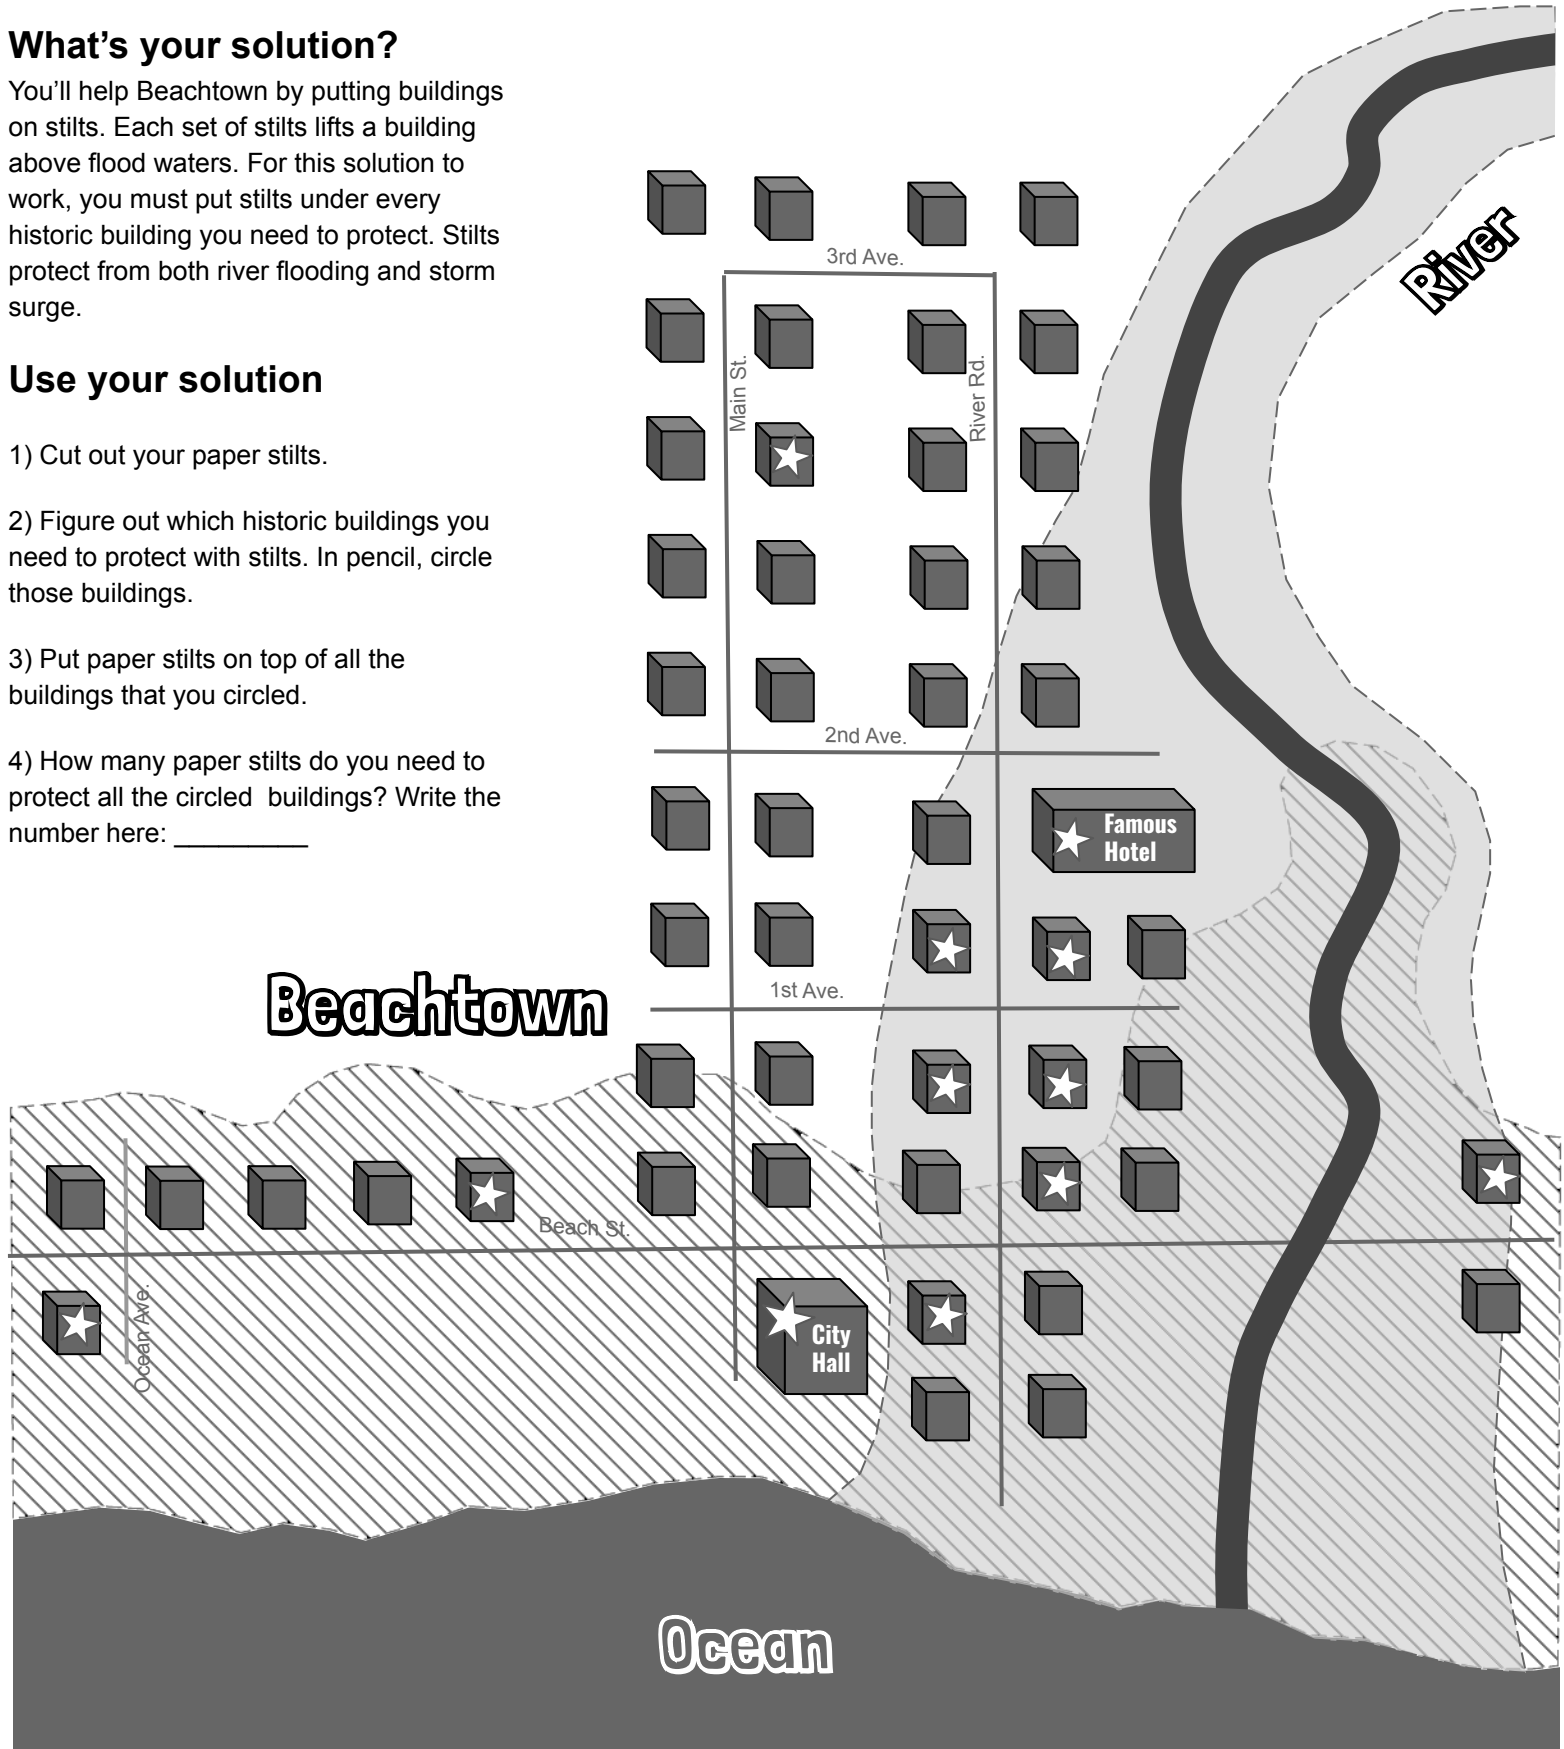 What's your solution?
You'll help Beachtown by putting buildings
on stilts. Each set of stilts lifts a building
above flood waters. For this solution to
work, you must put stilts under every
historic building you need to protect. Stilts
protect from both river flooding and storm
surge.
Use your solution
1) Cut out your paper stilts.
2) Figure out which historic buildings you
need to protect with stilts. In pencil, circle
those buildings.
3) Put paper stilts on top of all the
buildings that you circled.
4) How many paper stilts do you need to
protect all the circled  buildings? Write the
number here: _________
River
3rd Ave.
Main St.
River Rd.
2nd Ave.
Famous
Hotel
Beachtown
1st Ave.
Beach St.
Ocean Ave.
City
Hall
Ocean